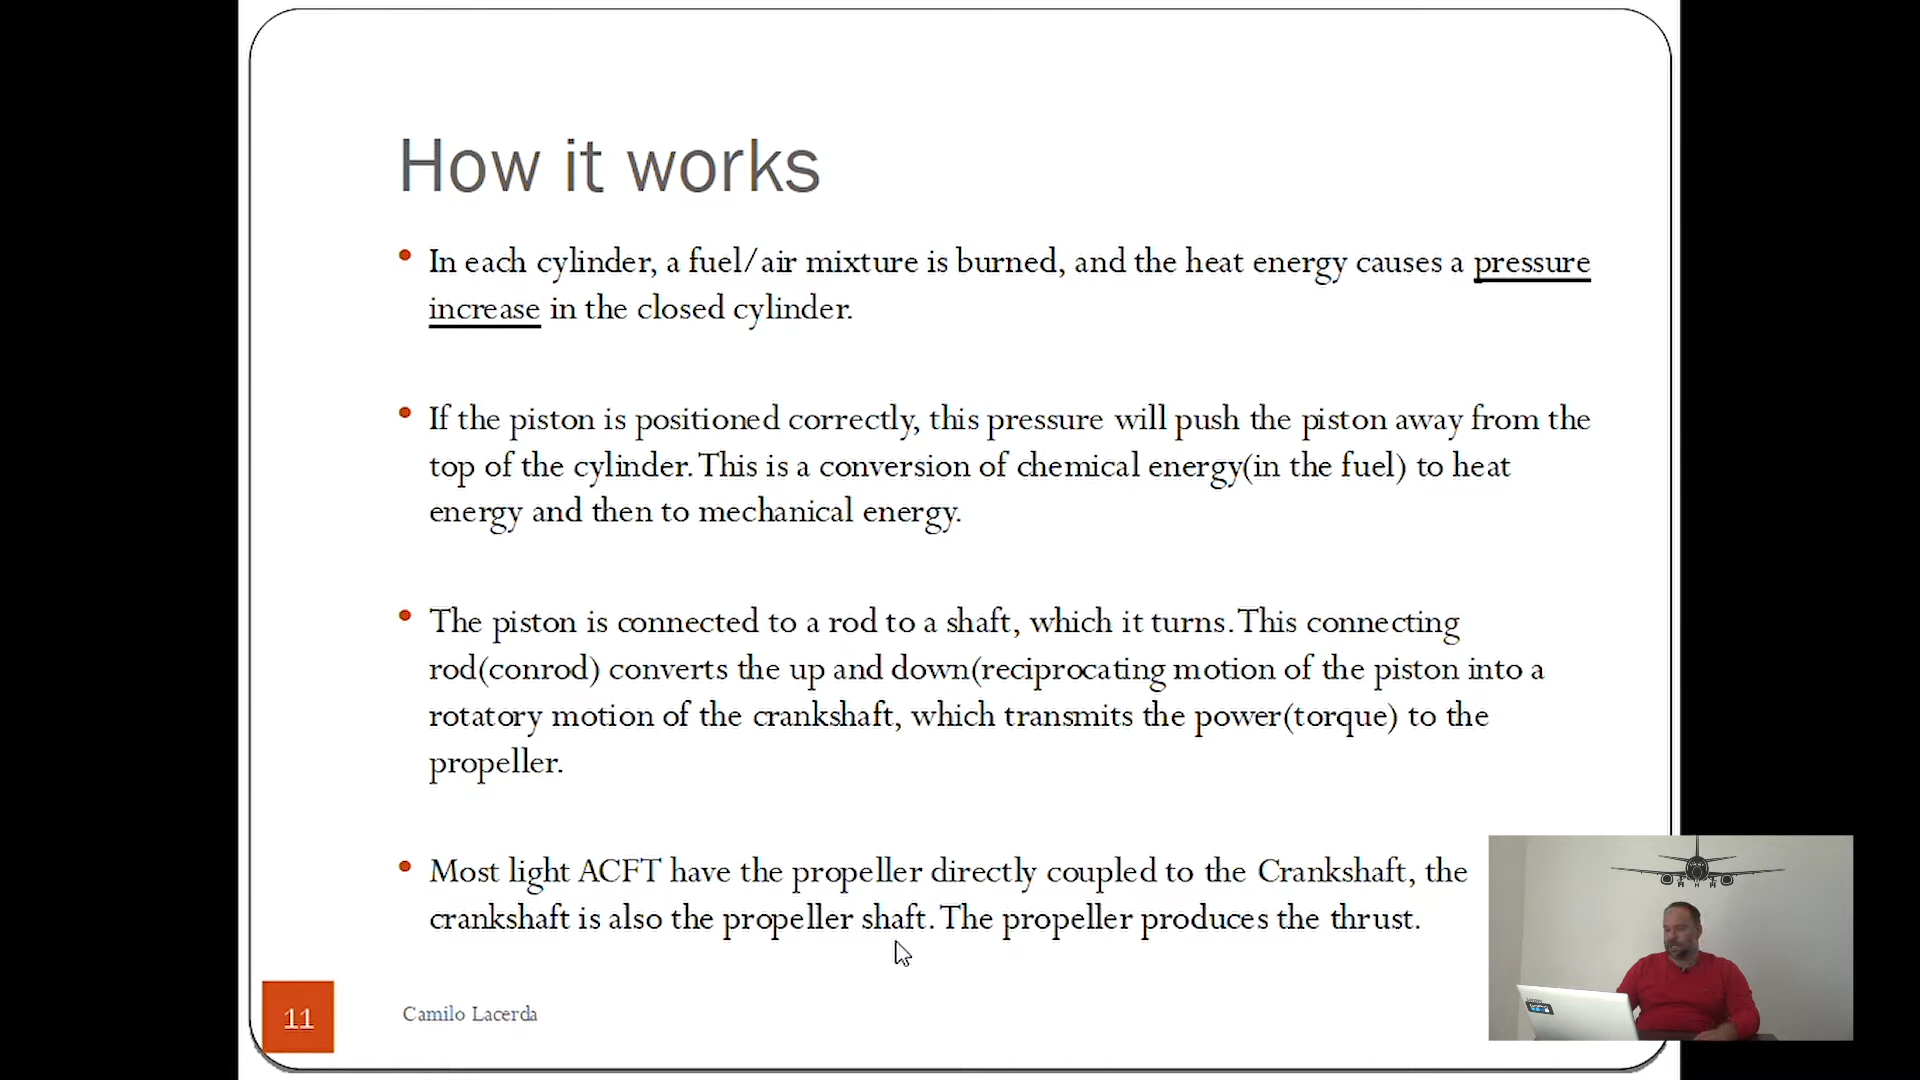 How it works
• In each cylinder, a fuel/air mixture is burned, and the heat energy causes a pressure
increase in the closed cylinder.
• If the piston is positioned correctly, this pressure will push the piston away from the
top of the cylinder. This is a conversion of chemical energy(in the fuel) to heat
energy and then to mechanical energy.
• The piston is connected to a rod to a shaft, which it turns. This connecting
rod(conrod) converts the up and down(reciprocating motion of the piston into a
rotatory motion of the crankshaft, which transmits the power(torque) to the
propeller.
• Most light ACFT have the propeller directly coupled to the Crankshaft, the
crankshaft is also the propeller shaft. The propeller produces the thrust.
11
Camilo Lacerda